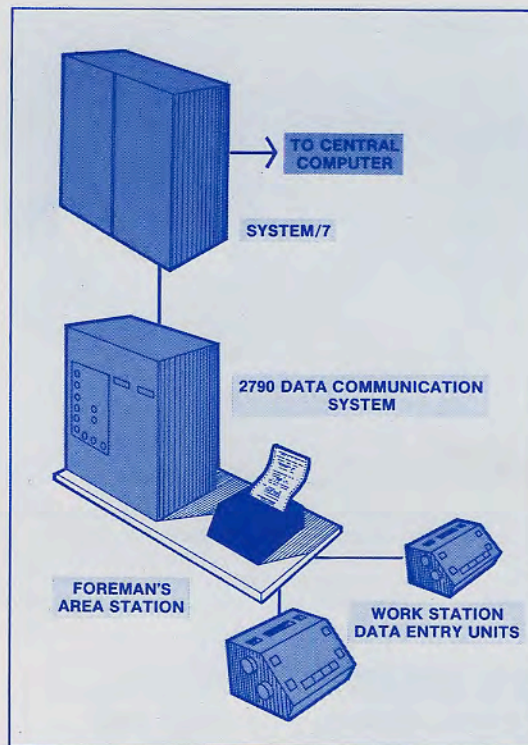 TO CENTRAL
COMPUTER
SYSTEM/7
2790 DATA COMMUNICATION
SYSTEM
FOREMAN'S
AREA STATION
WORK STATION
DATA ENTRY UNITS